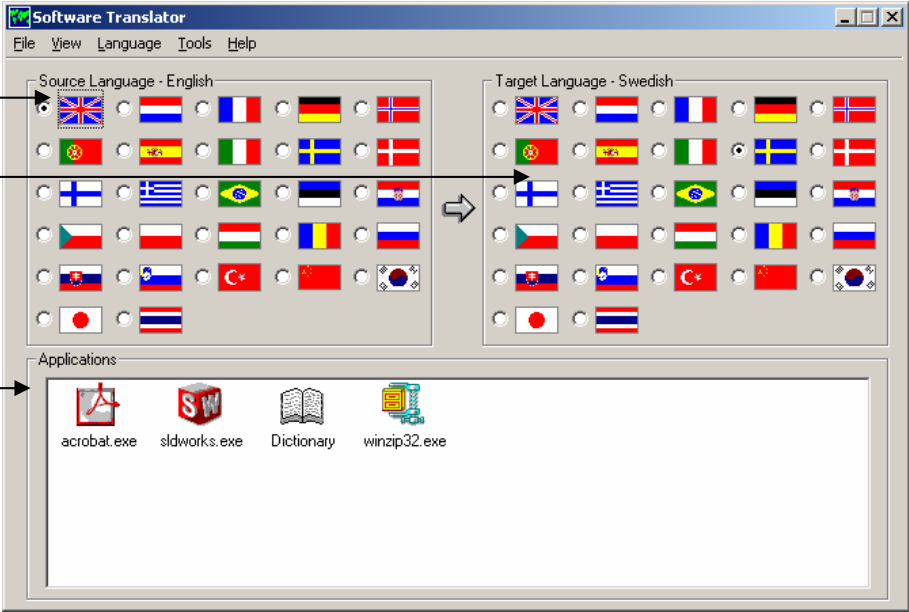 Software Translator
File View Language Tools Help
Source Language - English
Target Language - Swedish
Applications
SW
acrobat.exe sldworks.exe Dictionary winzip32.exe